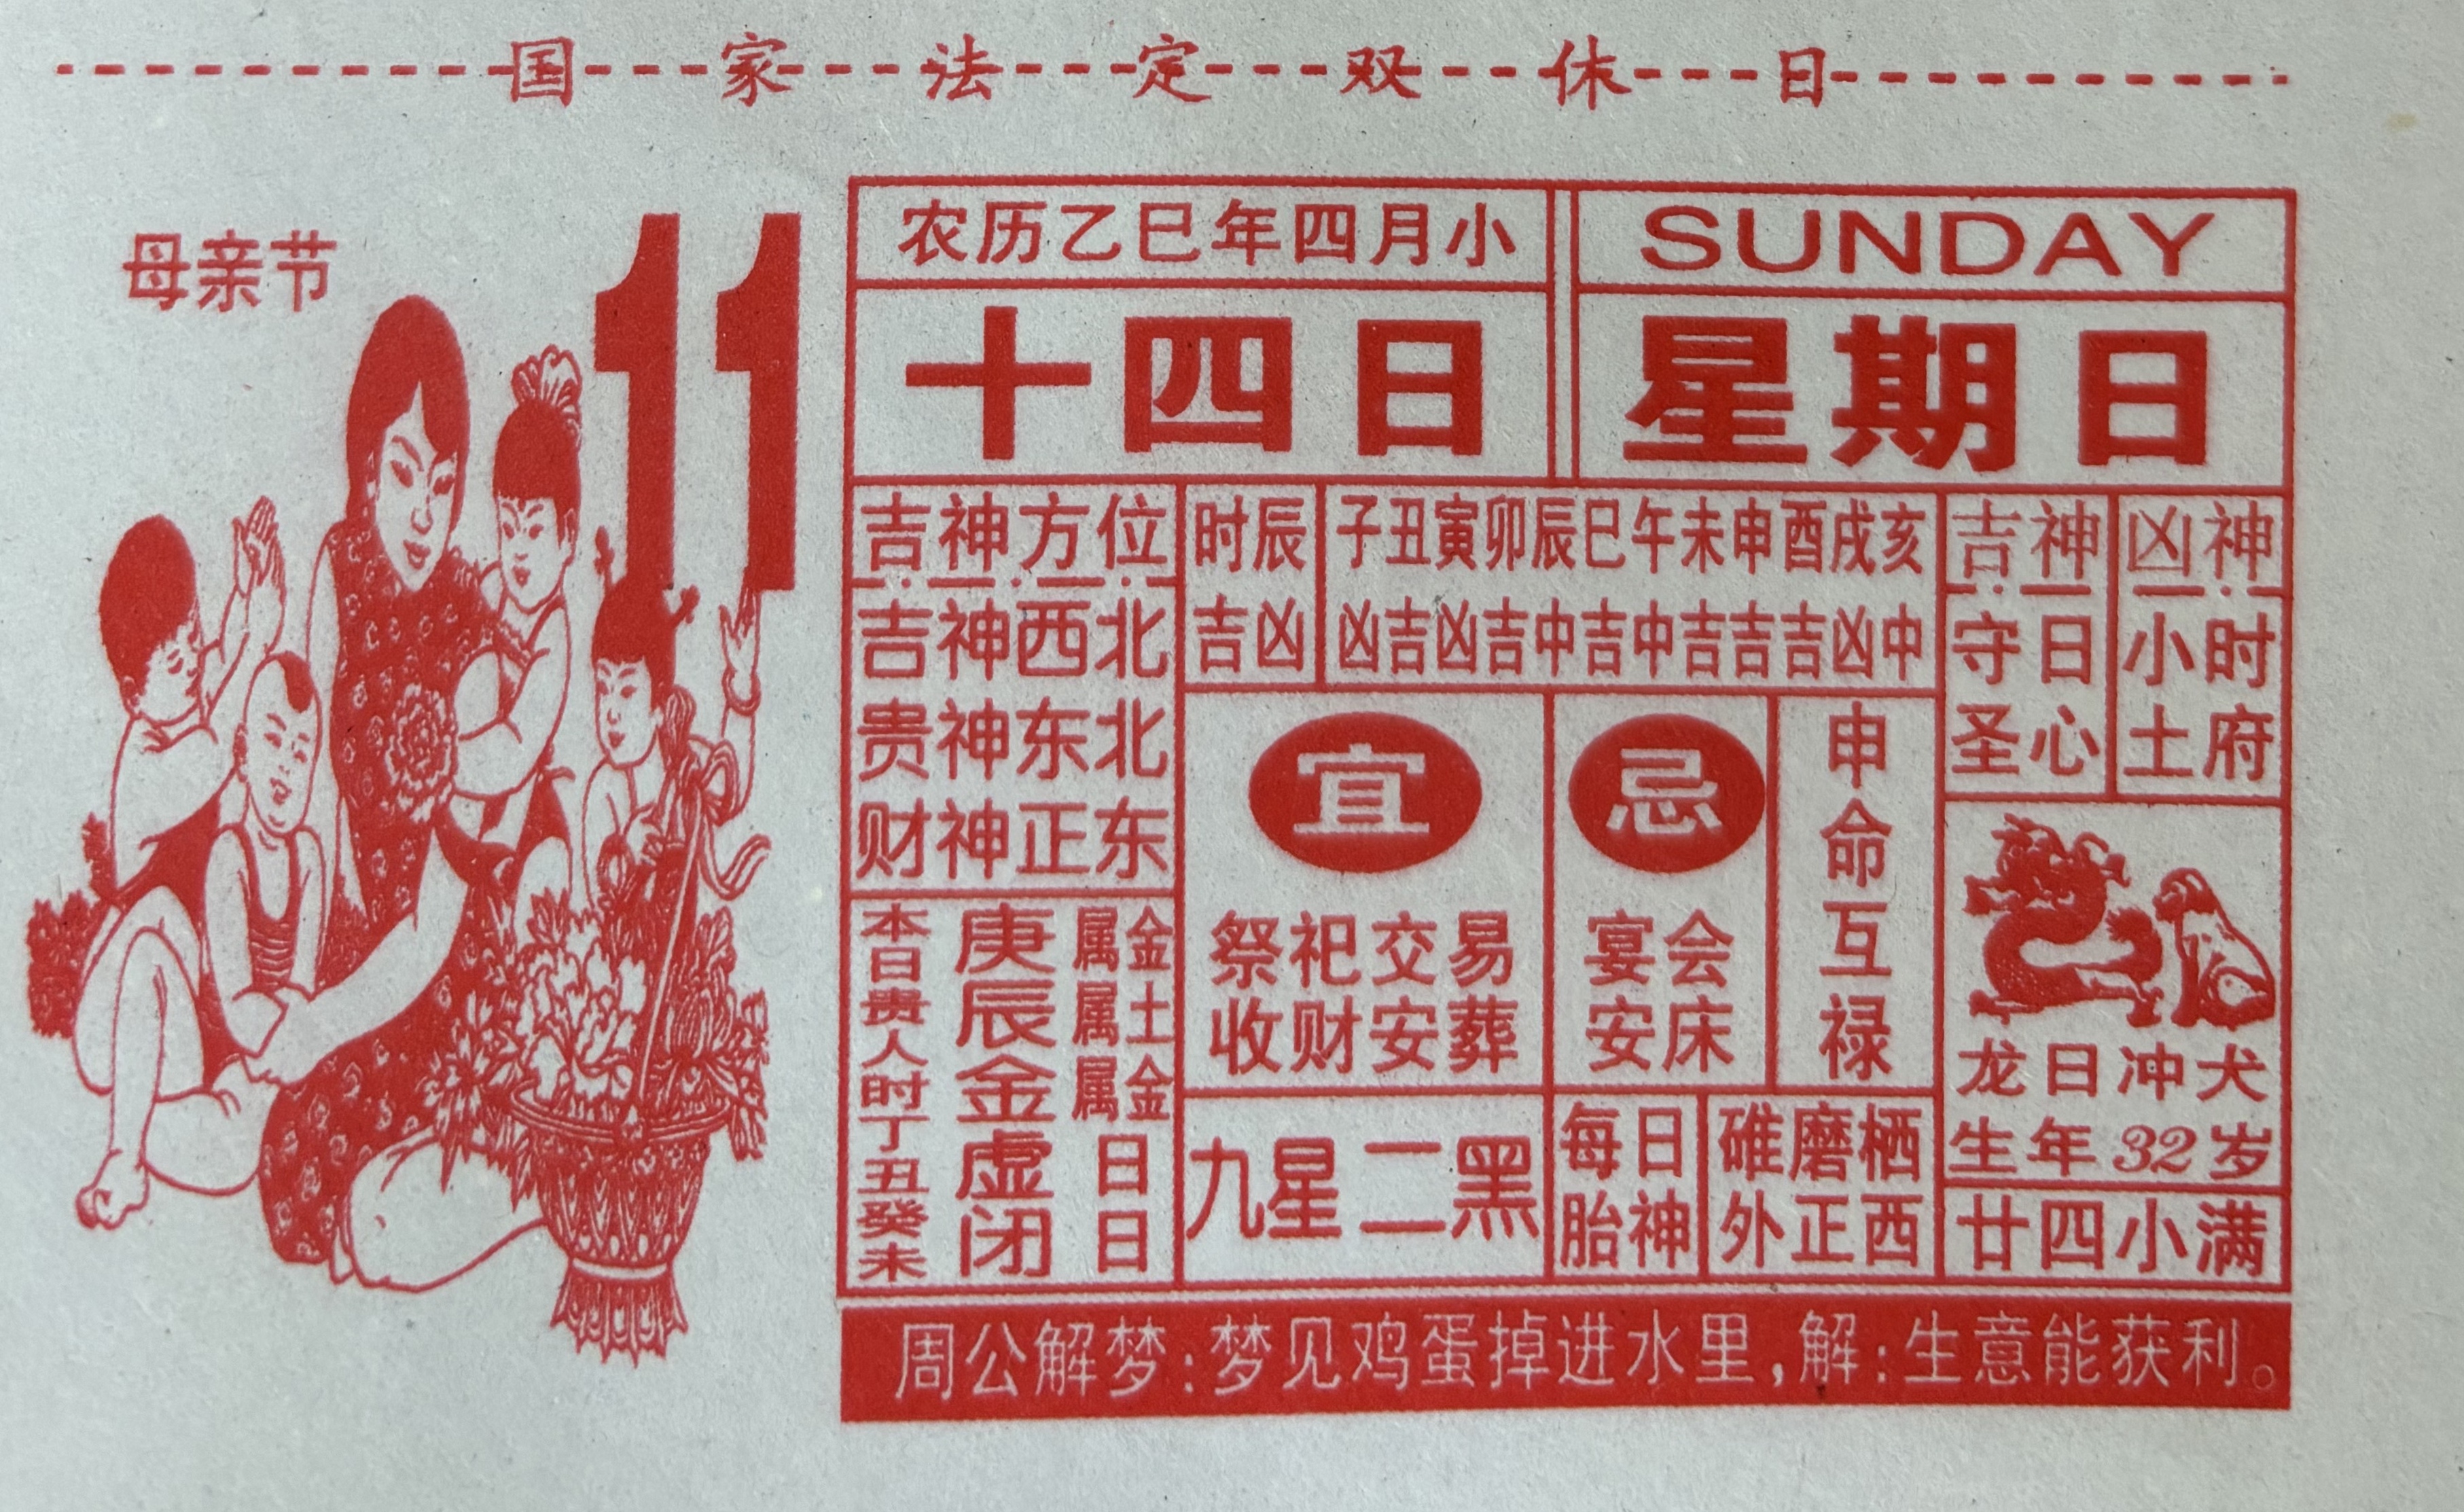 国家法定双休日
母亲节
11
农历乙巳年四月小
十四日
SUNDAY
星期日
吉神方位
吉神西北
贵神东北
财神正东
时辰
吉凶
子丑寅卯辰巳午未申酉戌亥
凶吉凶吉中吉中吉吉吉凶中
吉神
守日
圣心
凶神
小时
土府
宜
祭祀交易
收财安葬
忌
宴会
安床
申命互禄
龙日冲犬
生年32岁
廿四小满
本日贵人时丁丑癸未
庚属金
辰属土
金属金
虚日
闭日
九星二黑
每日
胎神
碓磨栖
外正西
周公解梦:梦见鸡蛋掉进水里,解:生意能获利。